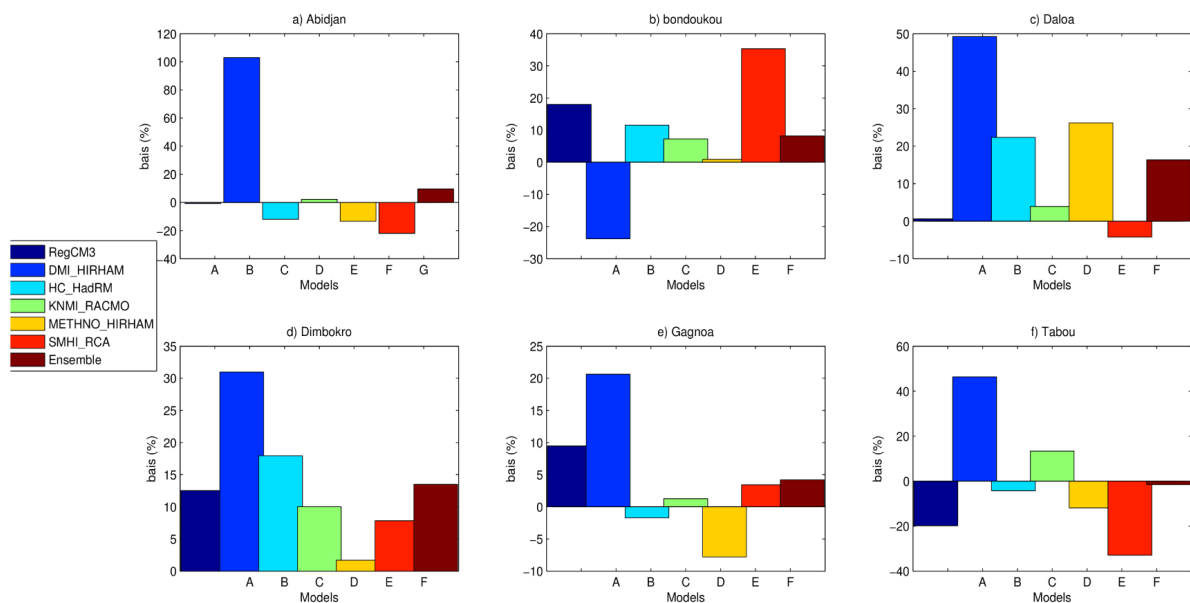 a) Abidjan
120
100
80
60
40
20
0
−20
−40
bais (%)
A B C D E F G
Models
b) bondoukou
40
30
20
10
0
−10
−20
−30
bais (%)
A B C D E F
Models
c) Daloa
50
40
30
20
10
0
−10
bais (%)
A B C D E F
Models
RegCM3
DMI_HIRHAM
HC_HadRM
KNMI_RACMO
METHNO_HIRHAM
SMHI_RCA
Ensemble
d) Dimbokro
35
30
25
20
15
10
5
0
bais (%)
A B C D E F
Models
e) Gagnoa
25
20
15
10
5
0
−5
−10
bais (%)
A B C D E F
Models
f) Tabou
60
40
20
0
−20
−40
bais (%)
A B C D E F
Models